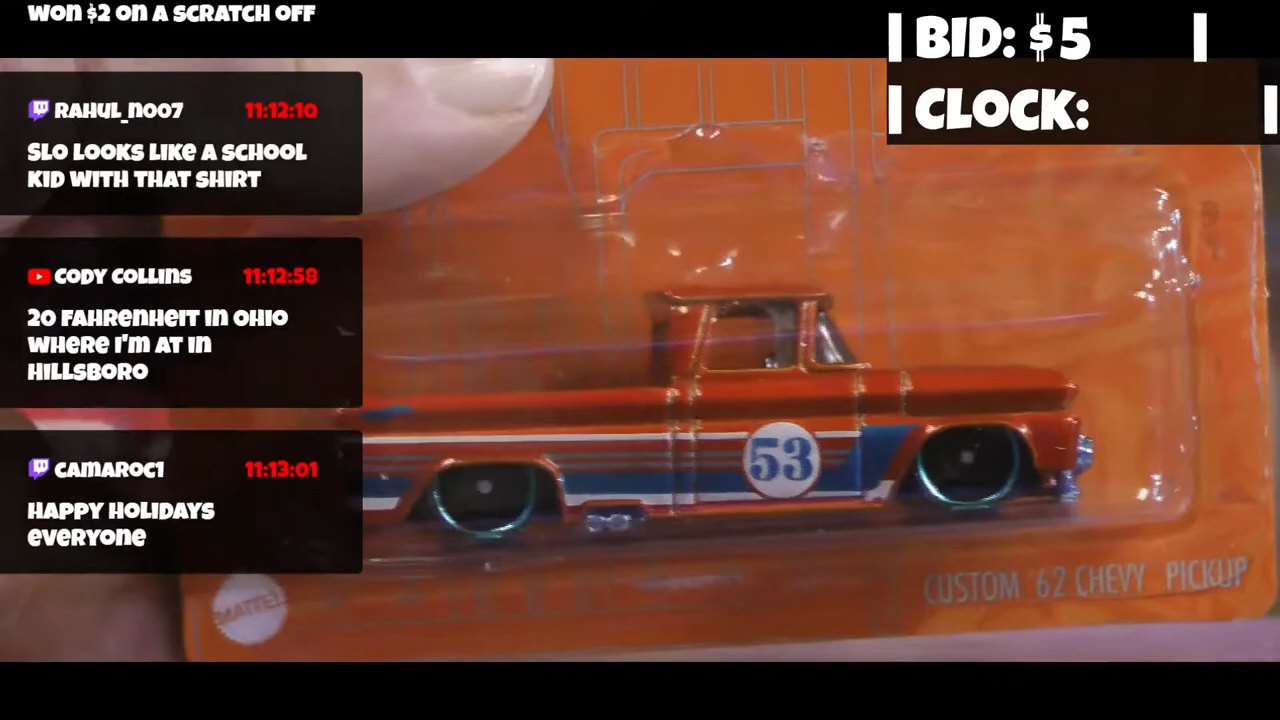 WON $2 ON A SCRATCH OFF
| BID: $5 |
| CLOCK: |
RAHUL_N007 11:12:10
SLO LOOKS LIKE A SCHOOL
KID WITH THAT SHIRT
CODY COLLINS 11:12:58
20 FAHRENHEIT IN OHIO
WHERE I'M AT IN
HILLSBORO
CAMAROC1 11:13:01
HAPPY HOLIDAYS
EVERYONE
53
MATTEL
CUSTOM '62 CHEVY PICKUP